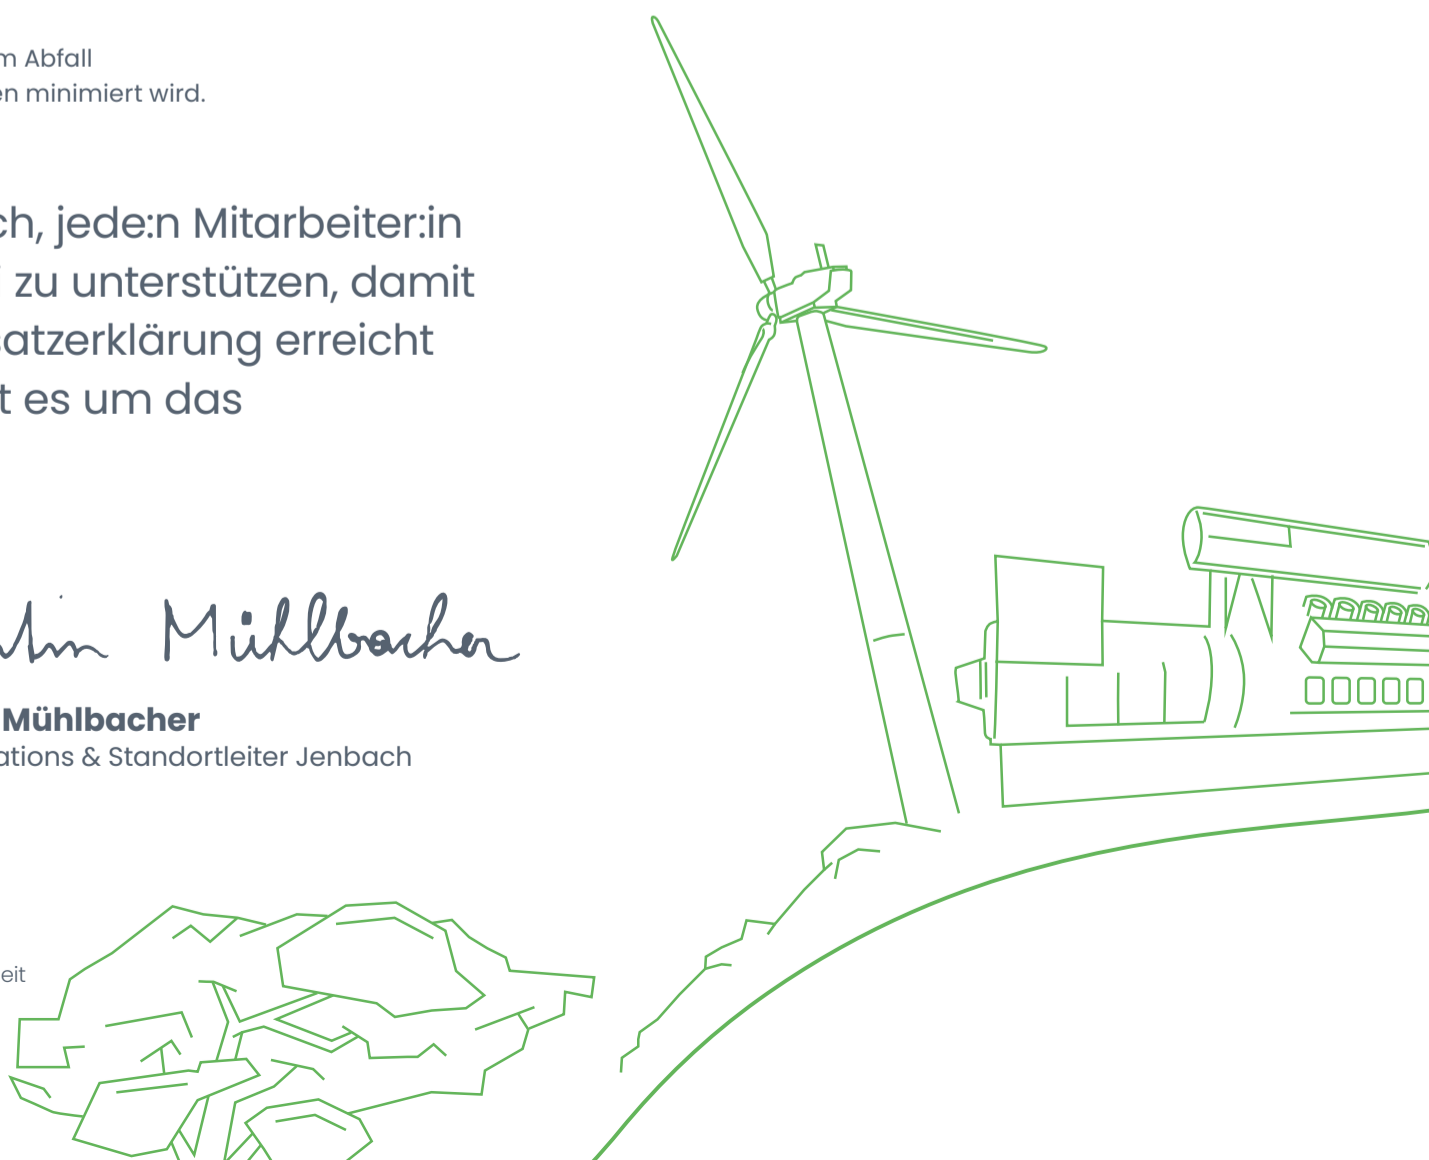 m Abfall
en minimiert wird.
ch, jede:n Mitarbeiter:in
zu unterstützen, damit
satzerklärung erreicht
t es um das
Mühlbacher
Mühlbacher
ations & Standortleiter Jenbach
eit